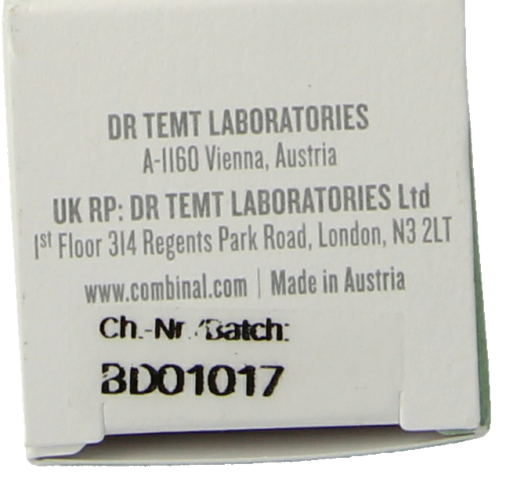 DR TEMT LABORATORIES
A-1160 Vienna, Austria
UK RP: DR TEMT LABORATORIES Ltd
1st Floor 314 Regents Park Road, London, N3 2LT
www.combinal.com | Made in Austria
Ch.-Nr./Batch:
BD01017